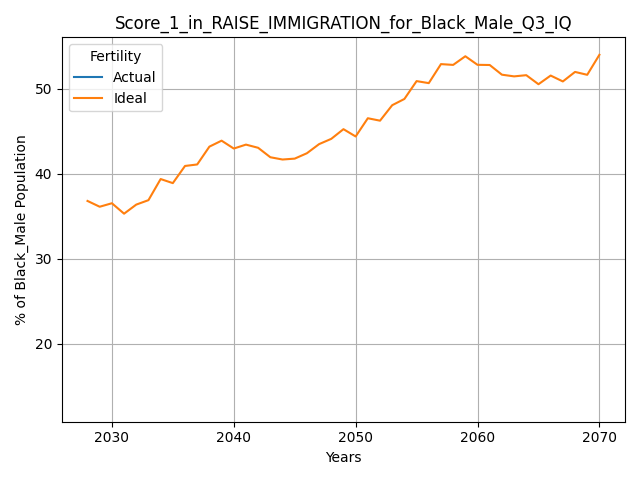 Score_1_in_RAISE_IMMIGRATION_for_Black_Male_Q3_IQ
Fertility
Actual
Ideal
% of Black_Male Population
50
40
30
20
2030 2040 2050 2060 2070
Years